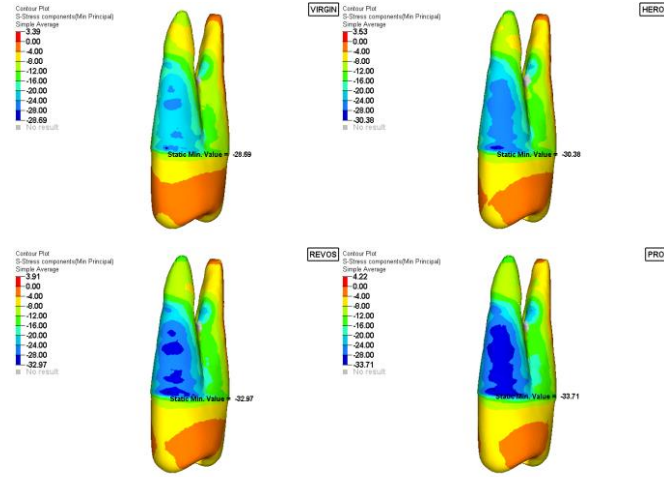 Contour Plot
S-Stress components(Min Principal)
Simple Average
3.39
0.00
-4.00
-8.00
-12.00
-16.00
-20.00
-24.00
-28.00
-28.69
No result
VIRGIN
Static Min. Value = -28.69
Contour Plot
S-Stress components(Min Principal)
Simple Average
3.53
0.00
-4.00
-8.00
-12.00
-16.00
-20.00
-24.00
-28.00
-30.38
No result
HERO
Static Min. Value = -30.38
Contour Plot
S-Stress components(Min Principal)
Simple Average
3.91
0.00
-4.00
-8.00
-12.00
-16.00
-20.00
-24.00
-28.00
-32.97
No result
REVOS
Static Min. Value = -32.97
Contour Plot
S-Stress components(Min Principal)
Simple Average
4.22
0.00
-4.00
-8.00
-12.00
-16.00
-20.00
-24.00
-28.00
-33.71
No result
PRO
Static Min. Value = -33.71